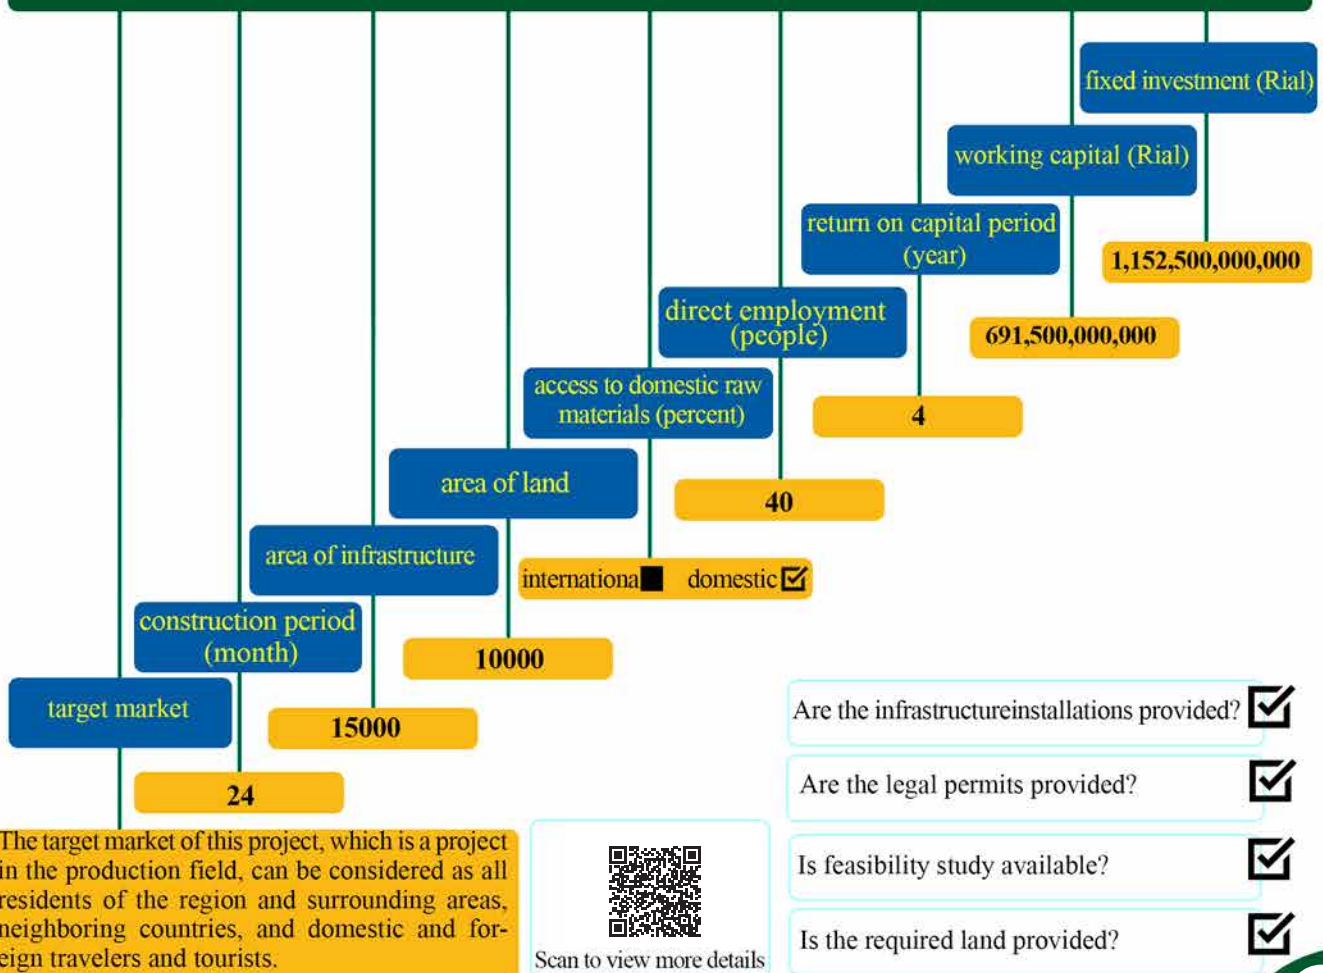 fixed investment (Rial)
1,152,500,000,000
working capital (Rial)
691,500,000,000
return on capital period
(year)
4
direct employment
(people)
40
access to domestic raw
materials (percent)
internationa domestic
area of land
10000
area of infrastructure
15000
construction period
(month)
24
target market
The target market of this project, which is a project
in the production field, can be considered as all
residents of the region and surrounding areas,
neighboring countries, and domestic and for-
eign travelers and tourists.
Scan to view more details
Are the infrastructureinstallations provided?
Are the legal permits provided?
Is feasibility study available?
Is the required land provided?